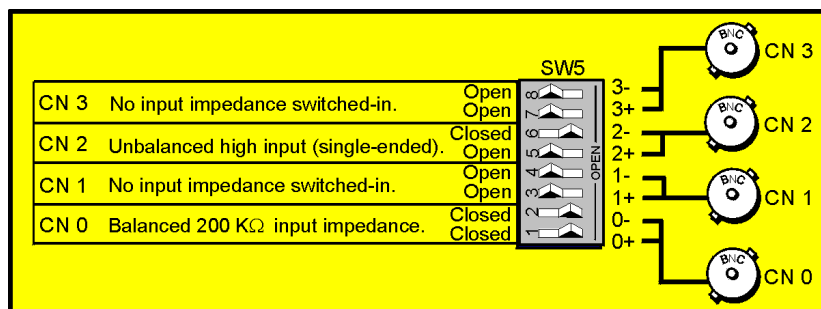 SW5
BNC CN 3
CN 3 No input impedance switched-in. Open 8 3-
Open 7 3+
BNC CN 2
CN 2 Unbalanced high input (single-ended). Closed 6 2-
Open 5 2+
OPEN
CN 1 No input impedance switched-in. Open 4 1-
Open 3 1+
BNC CN 1
CN 0 Balanced 200 KΩ input impedance. Closed 2 0-
Closed 1 0+
BNC CN 0